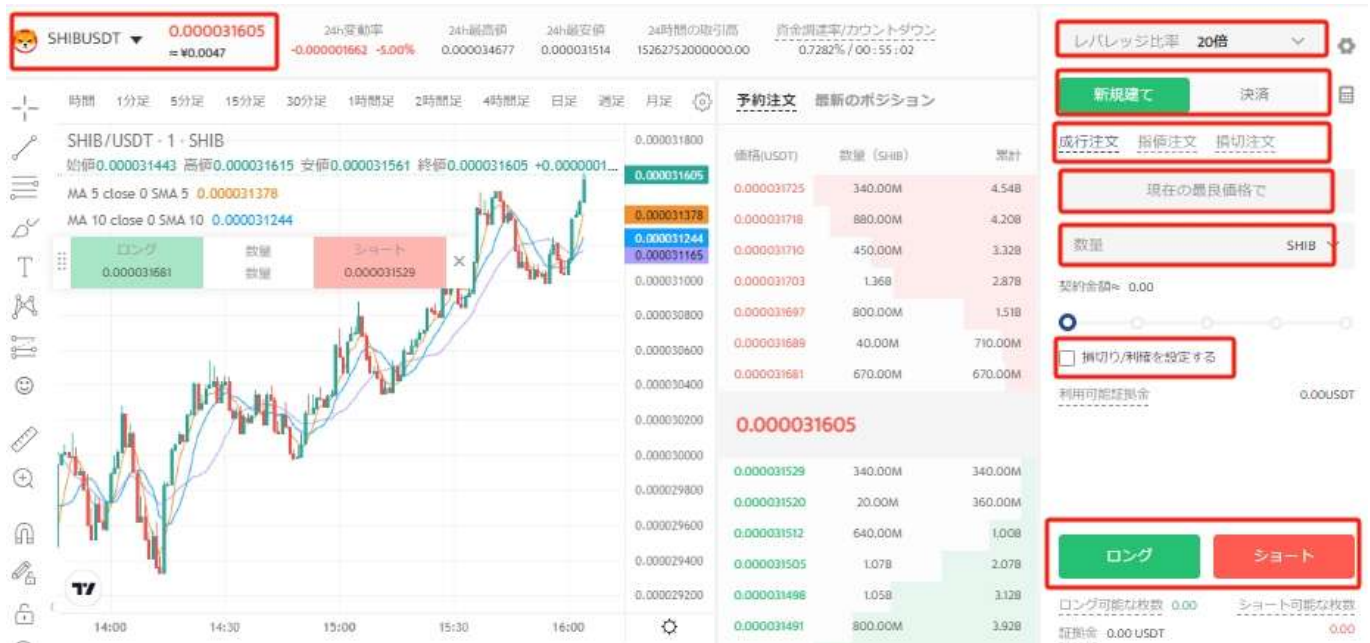 SHIBUSDT
0.000031605
≈ ¥0.0047
24h変動率
-0.000001662 -5.00%
24h最高値
0.000034677
24h最安値
0.000031514
24時間の取引高
15262752000000.00
資金調達率/カウントダウン
0.7282% / 00 : 55 : 02
時間 1分足 5分足 15分足 30分足 1時間足 2時間足 4時間足 日足 週足 月足
SHIB/USDT · 1 · SHIB
始値0.000031443 高値0.000031615 安値0.000031561 終値0.000031605 +0.0000001...
MA 5 close 0 SMA 5 0.000031378
MA 10 close 0 SMA 10 0.000031244
ロング 数量 ショート
0.000031681 数量 0.000031529
0.000031800
0.000031605
0.000031378
0.000031244
0.000031165
0.000031000
0.000030800
0.000030600
0.000030400
0.000030200
0.000030000
0.000029800
0.000029600
0.000029400
0.000029200
14:00 14:30 15:00 15:30 16:00
予約注文 最新のポジション
価格(USDT) 数量 (SHIB) 累計
0.000031725 340.00M 4.54B
0.000031718 880.00M 4.20B
0.000031710 450.00M 3.32B
0.000031703 1.36B 2.87B
0.000031697 800.00M 1.51B
0.000031689 40.00M 710.00M
0.000031681 670.00M 670.00M
0.000031605
0.000031529 340.00M 340.00M
0.000031520 20.00M 360.00M
0.000031512 640.00M 1.00B
0.000031505 1.07B 2.07B
0.000031498 1.05B 3.12B
0.000031491 800.00M 3.92B
レバレッジ比率 20倍
新規建て 決済
成行注文 指値注文 損切注文
現在の最良価格で
数量 SHIB
契約金額≈ 0.00
損切り/利確を設定する
利用可能証拠金 0.00USDT
ロング ショート
ロング可能な枚数 0.00 ショート可能な枚数
証拠金 0.00 USDT 0.00